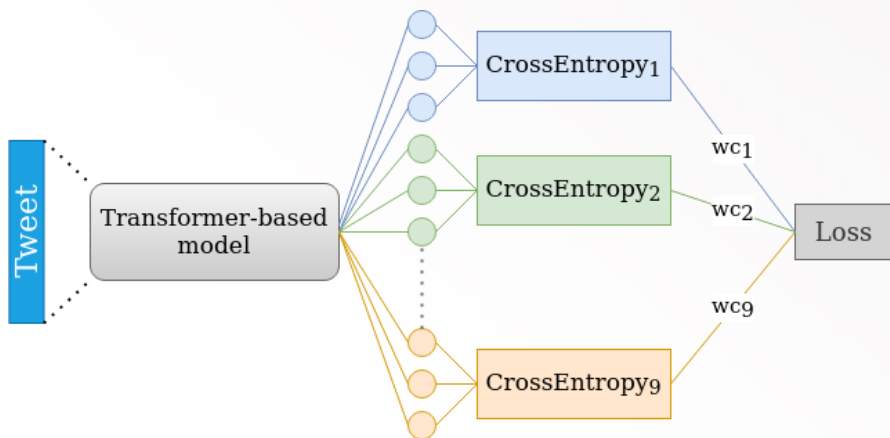 Tweet
Transformer-based
model
CrossEntropy₁
CrossEntropy₂
CrossEntropy₉
wc₁
wc₂
wc₉
Loss